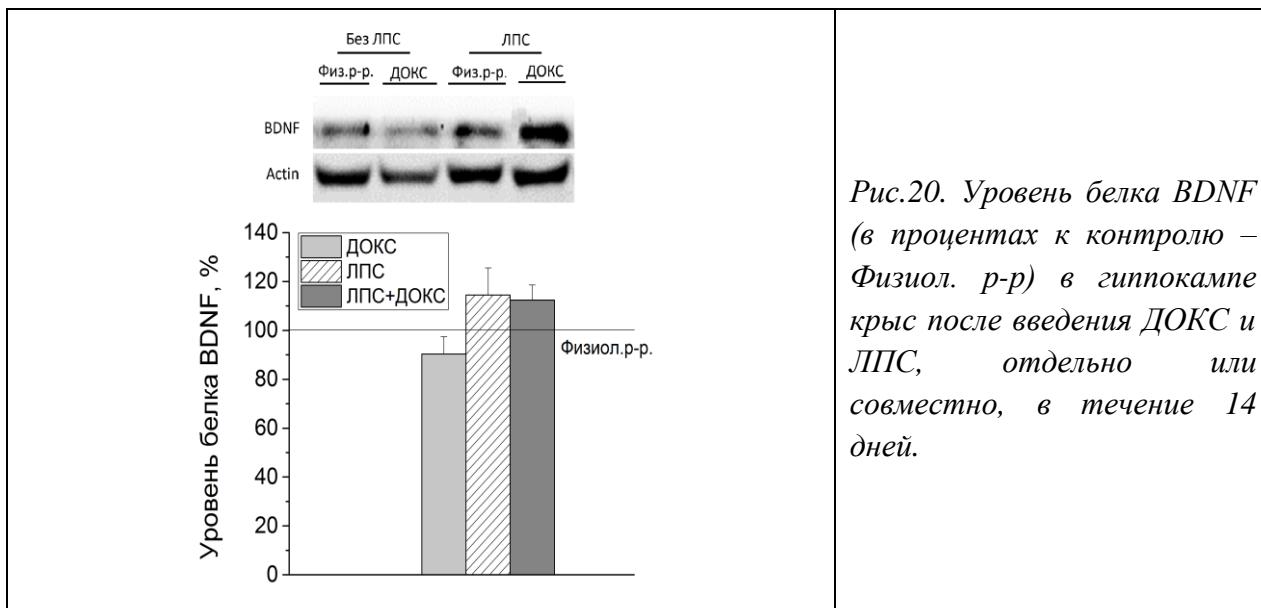 Без ЛПС ЛПС
Физ.р-р. ДОКС Физ.р-р. ДОКС
BDNF
Actin
140
120
100
80
60
40
20
0
Уровень белка BDNF, %
ДОКС
ЛПС
ЛПС+ДОКС
Физиол.р-р.
Рис.20. Уровень белка BDNF
(в процентах к контролю –
Физиол. р-р) в гиппокампе
крыс после введения ДОКС и
ЛПС, отдельно или
совместно, в течение 14
дней.